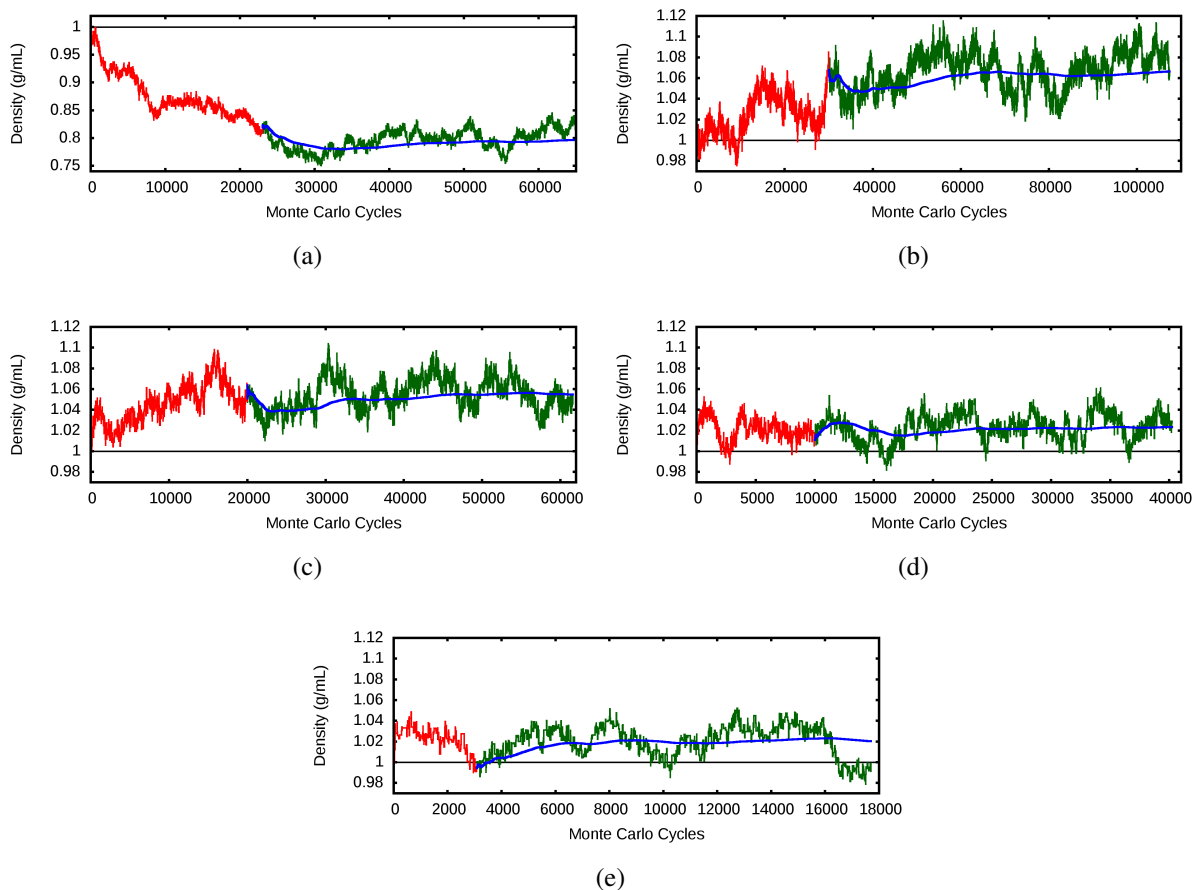 1
0.95
0.9
0.85
0.8
0.75
Density (g/mL)
0 10000 20000 30000 40000 50000 60000
Monte Carlo Cycles
(a)
1.12
1.1
1.08
1.06
1.04
1.02
1
0.98
Density (g/mL)
0 20000 40000 60000 80000 100000
Monte Carlo Cycles
(b)
1.12
1.1
1.08
1.06
1.04
1.02
1
0.98
Density (g/mL)
0 10000 20000 30000 40000 50000 60000
Monte Carlo Cycles
(c)
1.12
1.1
1.08
1.06
1.04
1.02
1
0.98
Density (g/mL)
0 5000 10000 15000 20000 25000 30000 35000 40000
Monte Carlo Cycles
(d)
1.12
1.1
1.08
1.06
1.04
1.02
1
0.98
Density (g/mL)
0 2000 4000 6000 8000 10000 12000 14000 16000 18000
Monte Carlo Cycles
(e)